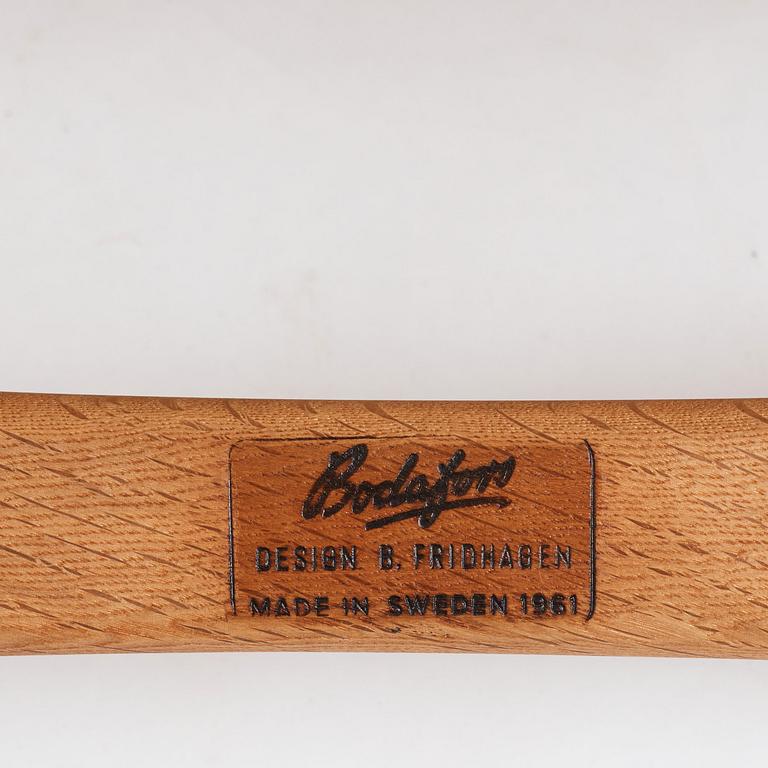 Bodafors
DESIGN B. FRIDHAGEN
MADE IN SWEDEN 1961